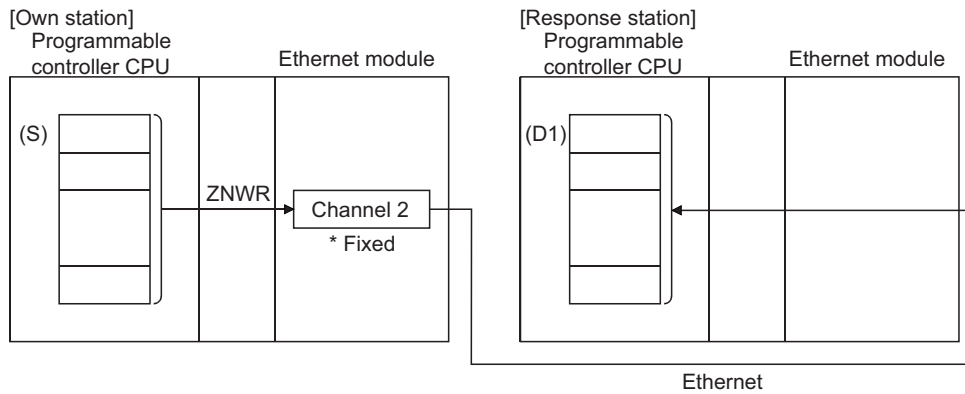 [Own station]
Programmable
controller CPU
Ethernet module
(S)
ZNWR
Channel 2
* Fixed
[Response station]
Programmable
controller CPU
Ethernet module
(D1)
Ethernet